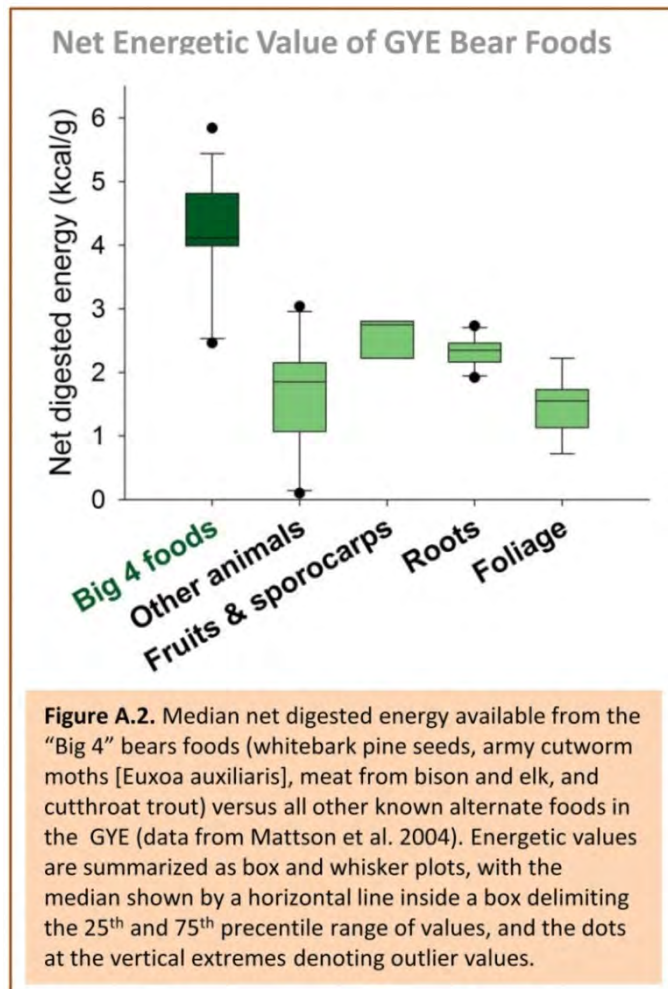 Net Energetic Value of GYE Bear Foods
Net digested energy (kcal/g)
6
5
4
3
2
1
0
Big 4 foods
Other animals
Fruits & sporocarps
Roots
Foliage
Figure A.2. Median net digested energy available from the
“Big 4” bears foods (whitebark pine seeds, army cutworm
moths [Euxoa auxiliaris], meat from bison and elk, and
cutthroat trout) versus all other known alternate foods in
the GYE (data from Mattson et al. 2004). Energetic values
are summarized as box and whisker plots, with the
median shown by a horizontal line inside a box delimiting
the 25th and 75th precentile range of values, and the dots
at the vertical extremes denoting outlier values.